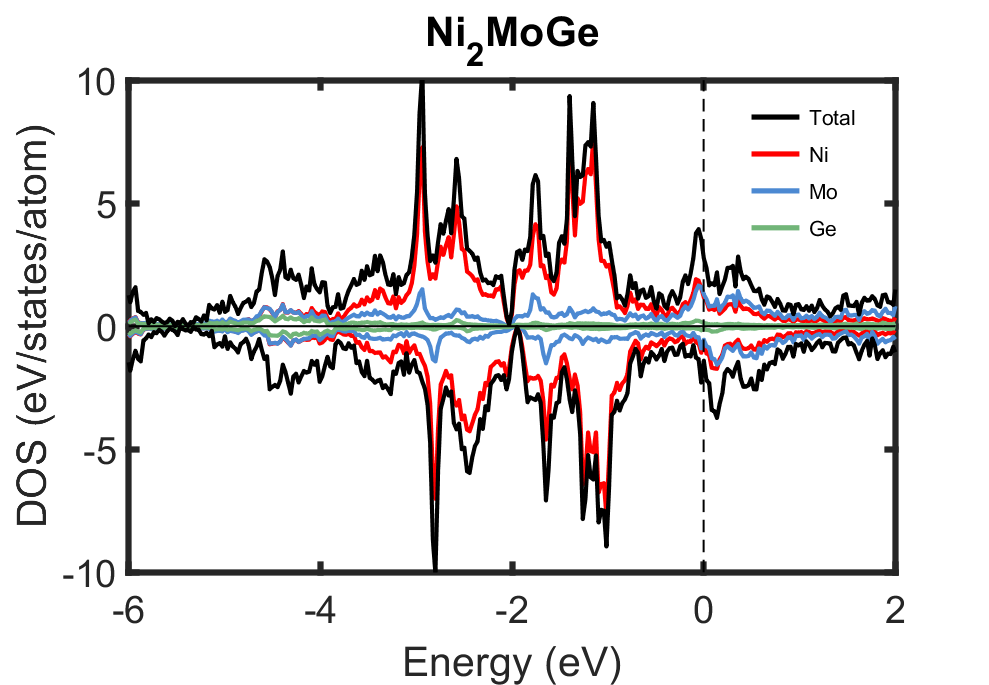 Ni₂MoGe
10
5
0
-5
-10
DOS (eV/states/atom)
Total
Ni
Mo
Ge
-6
-4
-2
0
2
Energy (eV)